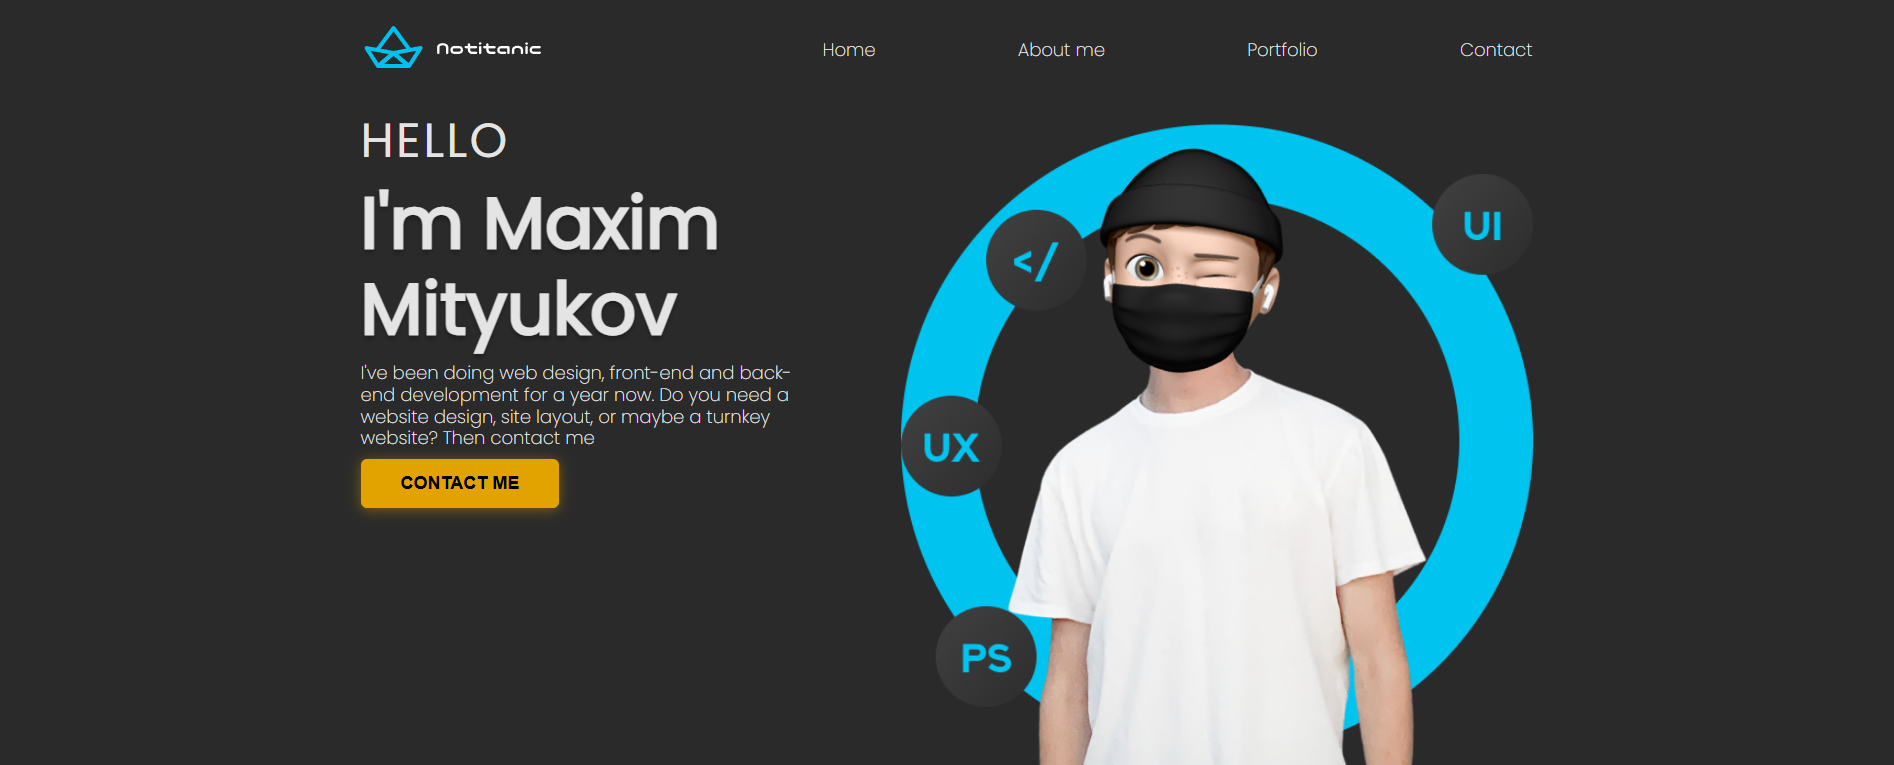 Notitanic
Home
About me
Portfolio
Contact
HELLO
I'm Maxim
Mityukov
I've been doing web design, front-end and back-
end development for a year now. Do you need a
website design, site layout, or maybe a turnkey
website? Then contact me
CONTACT ME
</
UI
UX
PS